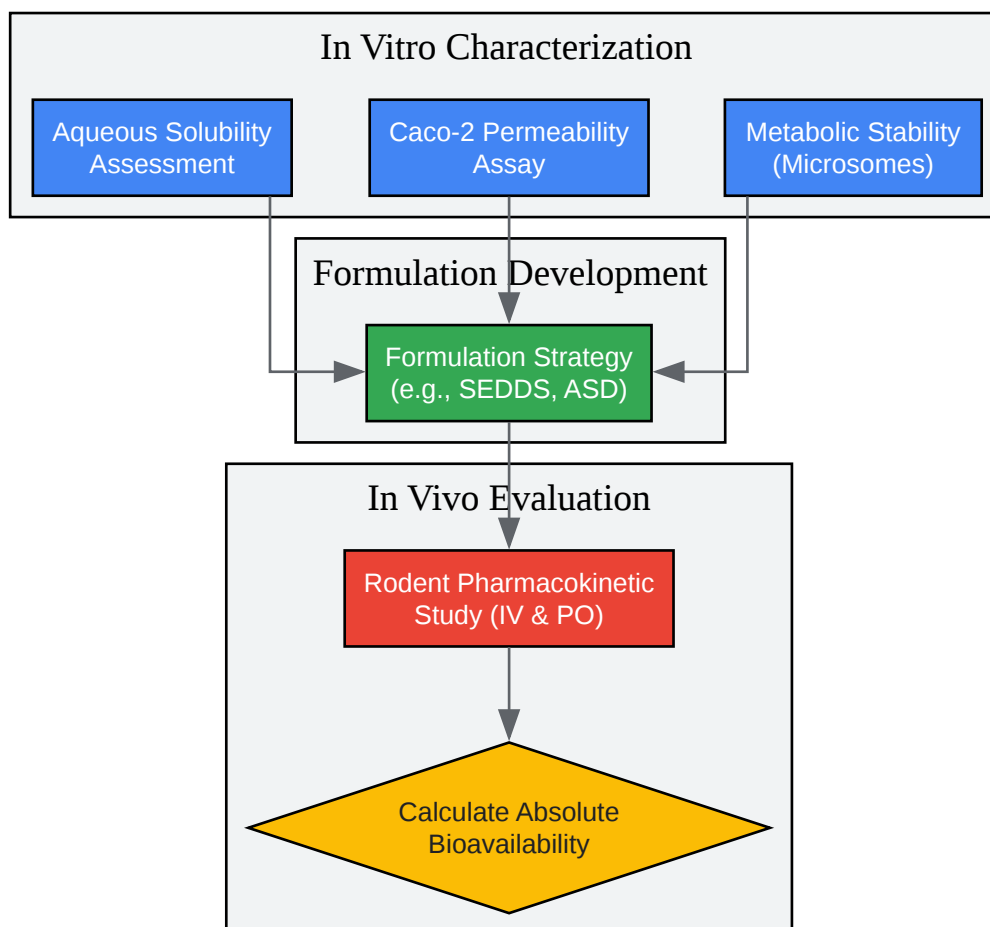 In Vitro Characterization
Aqueous Solubility
Assessment
Caco-2 Permeability
Assay
Metabolic Stability
(Microsomes)
Formulation Development
Formulation Strategy
(e.g., SEDDS, ASD)
In Vivo Evaluation
Rodent Pharmacokinetic
Study (IV & PO)
Calculate Absolute
Bioavailability